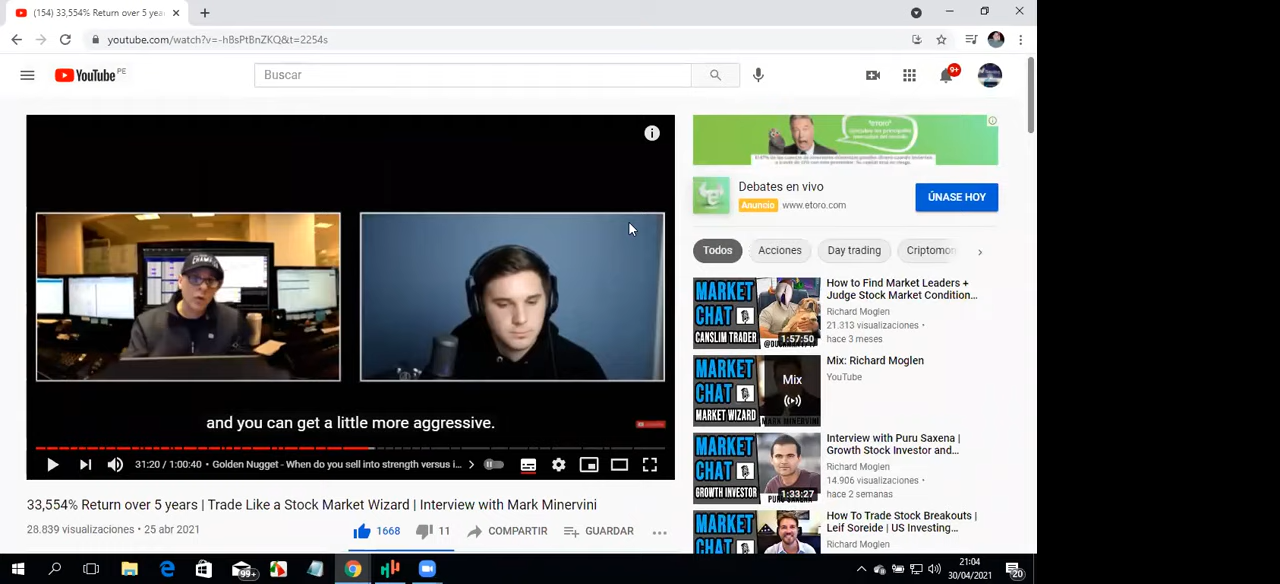 (154) 33,554% Return over 5 yea
youtube.com/watch?v=-hBsPtBnZKQ&t=2254s
YouTube PE
Buscar
9+
and you can get a little more aggressive.
31:20 / 1:00:40 • Golden Nugget - When do you sell into strength versus i...
33,554% Return over 5 years | Trade Like a Stock Market Wizard | Interview with Mark Minervini
28.839 visualizaciones • 25 abr 2021
1668
11
COMPARTIR
GUARDAR
Debates en vivo
Anuncio www.etoro.com
ÚNASE HOY
Todos
Acciones
Day trading
Criptomon
MARKET
CHAT
CANSLIM TRADER
1:57:50
How to Find Market Leaders +
Judge Stock Market Condition...
Richard Moglen
21.313 visualizaciones •
hace 3 meses
MARKET
CHAT
MARKET WIZARD
Mix
Mix: Richard Moglen
YouTube
MARKET
CHAT
GROWTH INVESTOR
1:33:27
Interview with Puru Saxena |
Growth Stock Investor and...
Richard Moglen
14.906 visualizaciones •
hace 2 semanas
MARKET
CHAT
How To Trade Stock Breakouts |
Leif Soreide | US Investing...
Richard Moglen
99+
21:04
30/04/2021
20